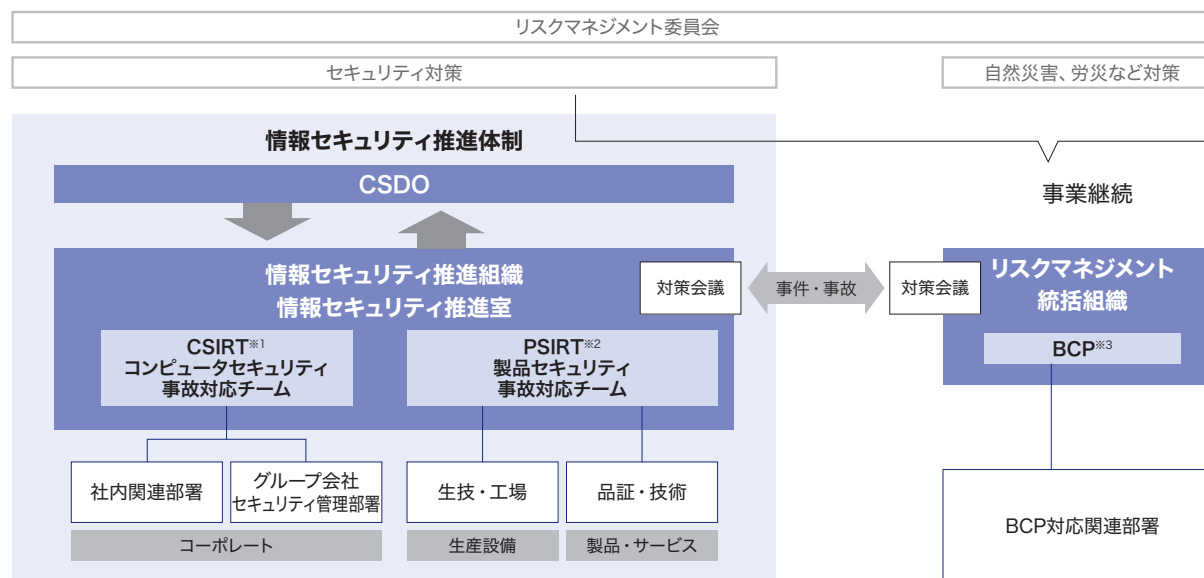 リスクマネジメント委員会
セキュリティ対策
自然災害、労災など対策
情報セキュリティ推進体制
CSDO
事業継続
情報セキュリティ推進組織
情報セキュリティ推進室
対策会議
事件・事故
対策会議
リスクマネジメント
統括組織
CSIRT※1
コンピュータセキュリティ
事故対応チーム
PSIRT※2
製品セキュリティ
事故対応チーム
BCP※3
社内関連部署
グループ会社
セキュリティ管理部署
生技・工場
品証・技術
BCP対応関連部署
コーポレート
生産設備
製品・サービス